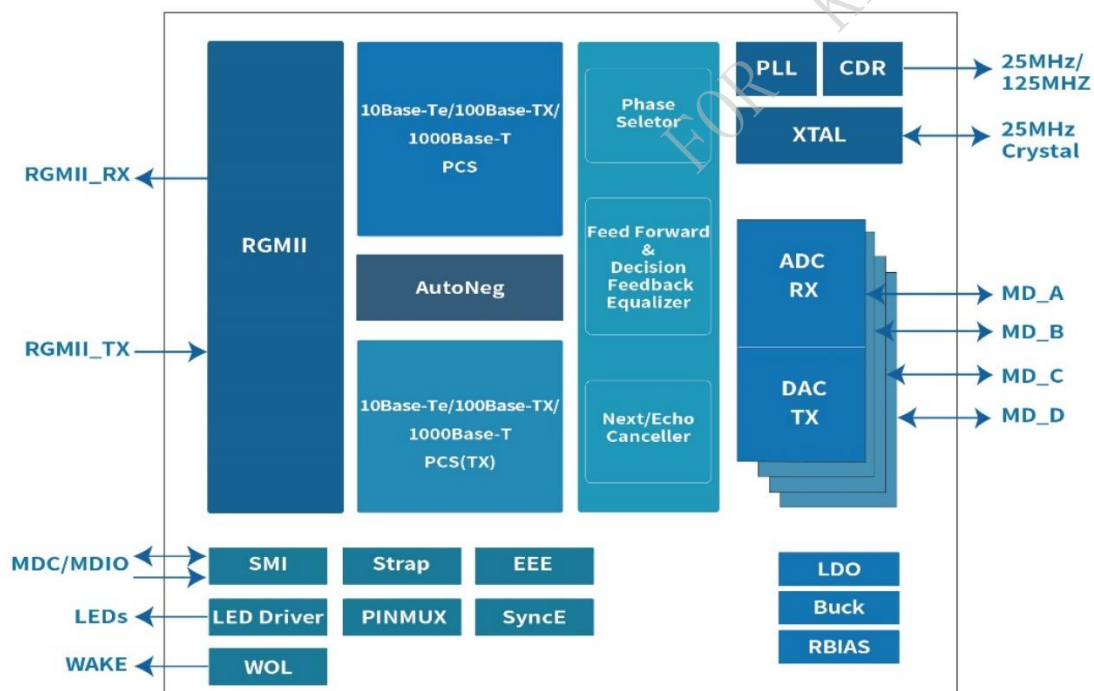 FOR
PLL
CDR
25MHz/
125MHZ
XTAL
25MHz
Crystal
10Base-Te/100Base-TX/
1000Base-T
PCS
Phase
Seletor
RGMII_RX
RGMII
Feed Forward
&
Decision
Feedback
Equalizer
ADC
RX
AutoNeg
MD_A
MD_B
RGMII_TX
MD_C
DAC
TX
MD_D
10Base-Te/100Base-TX/
1000Base-T
PCS(TX)
Next/Echo
Canceller
MDC/MDIO
SMI
Strap
EEE
LDO
LEDs
LED Driver
PINMUX
SyncE
Buck
WAKE
WOL
RBIAS